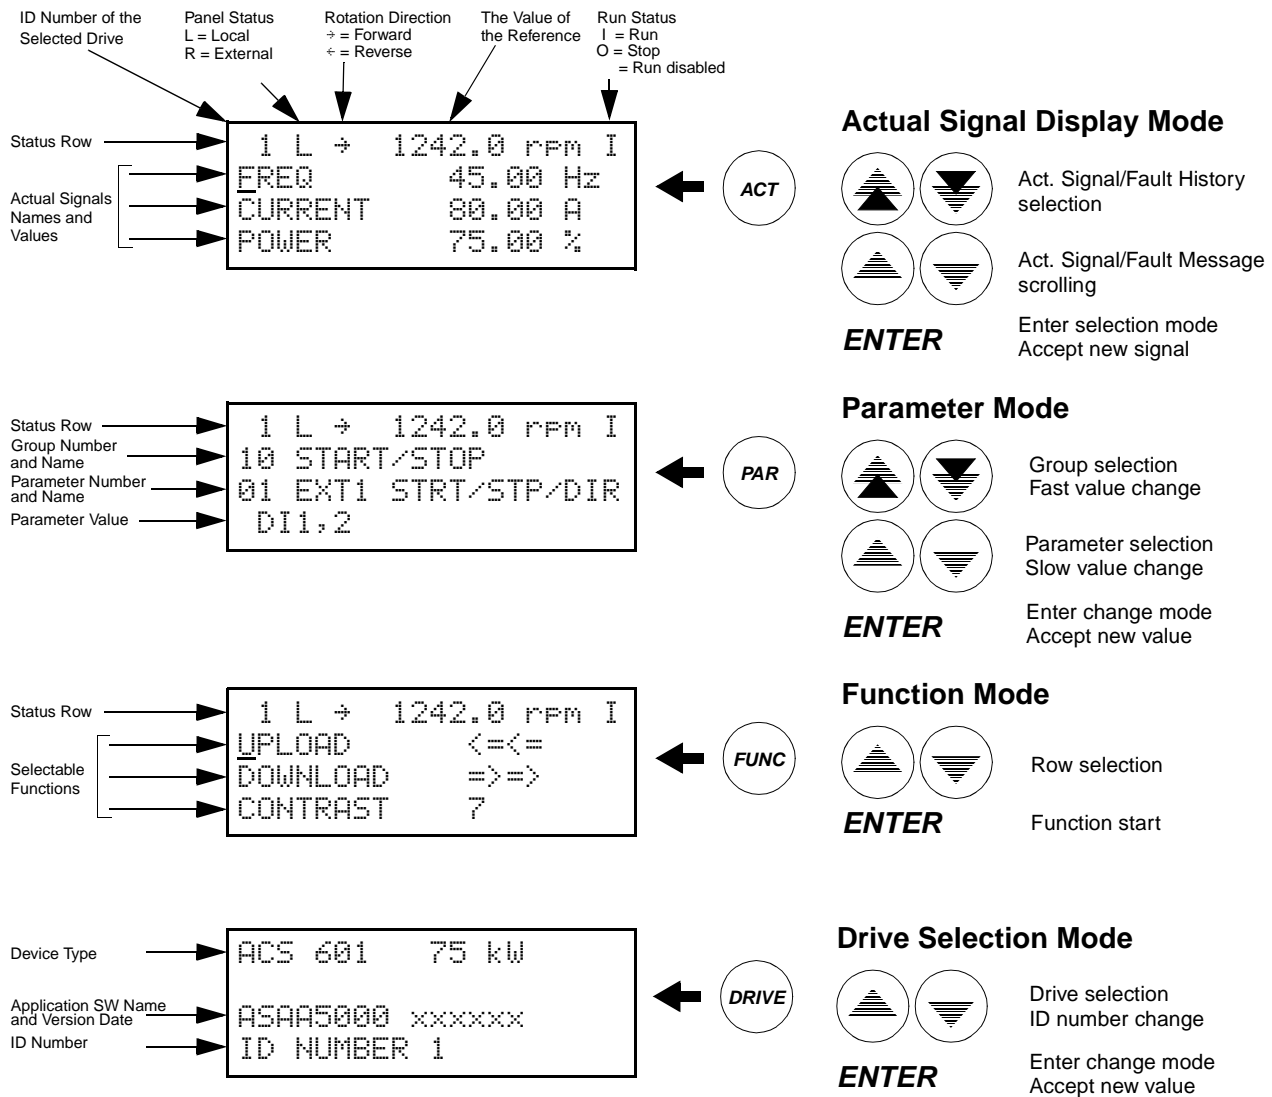 ID Number of the
Selected Drive
Panel Status
L = Local
R = External
Rotation Direction
→ = Forward
← = Reverse
The Value of
the Reference
Run Status
I = Run
O = Stop
= Run disabled
Status Row
1 L → 1242.0 rpm I
FREQ 45.00 Hz
CURRENT 80.00 A
POWER 75.00 %
Actual Signals
Names and
Values
ACT
Actual Signal Display Mode
Act. Signal/Fault History
selection
Act. Signal/Fault Message
scrolling
ENTER
Enter selection mode
Accept new signal
Status Row
Group Number
and Name
Parameter Number
and Name
Parameter Value
1 L → 1242.0 rpm I
10 START/STOP
01 EXT1 STRT/STP/DIR
DI1,2
PAR
Parameter Mode
Group selection
Fast value change
Parameter selection
Slow value change
ENTER
Enter change mode
Accept new value
Status Row
Selectable
Functions
1 L → 1242.0 rpm I
UPLOAD <=<=
DOWNLOAD =>=>
CONTRAST 7
FUNC
Function Mode
Row selection
ENTER
Function start
Device Type
Application SW Name
and Version Date
ID Number
ACS 601 75 kW
ASAA5000 xxxxxx
ID NUMBER 1
DRIVE
Drive Selection Mode
Drive selection
ID number change
ENTER
Enter change mode
Accept new value